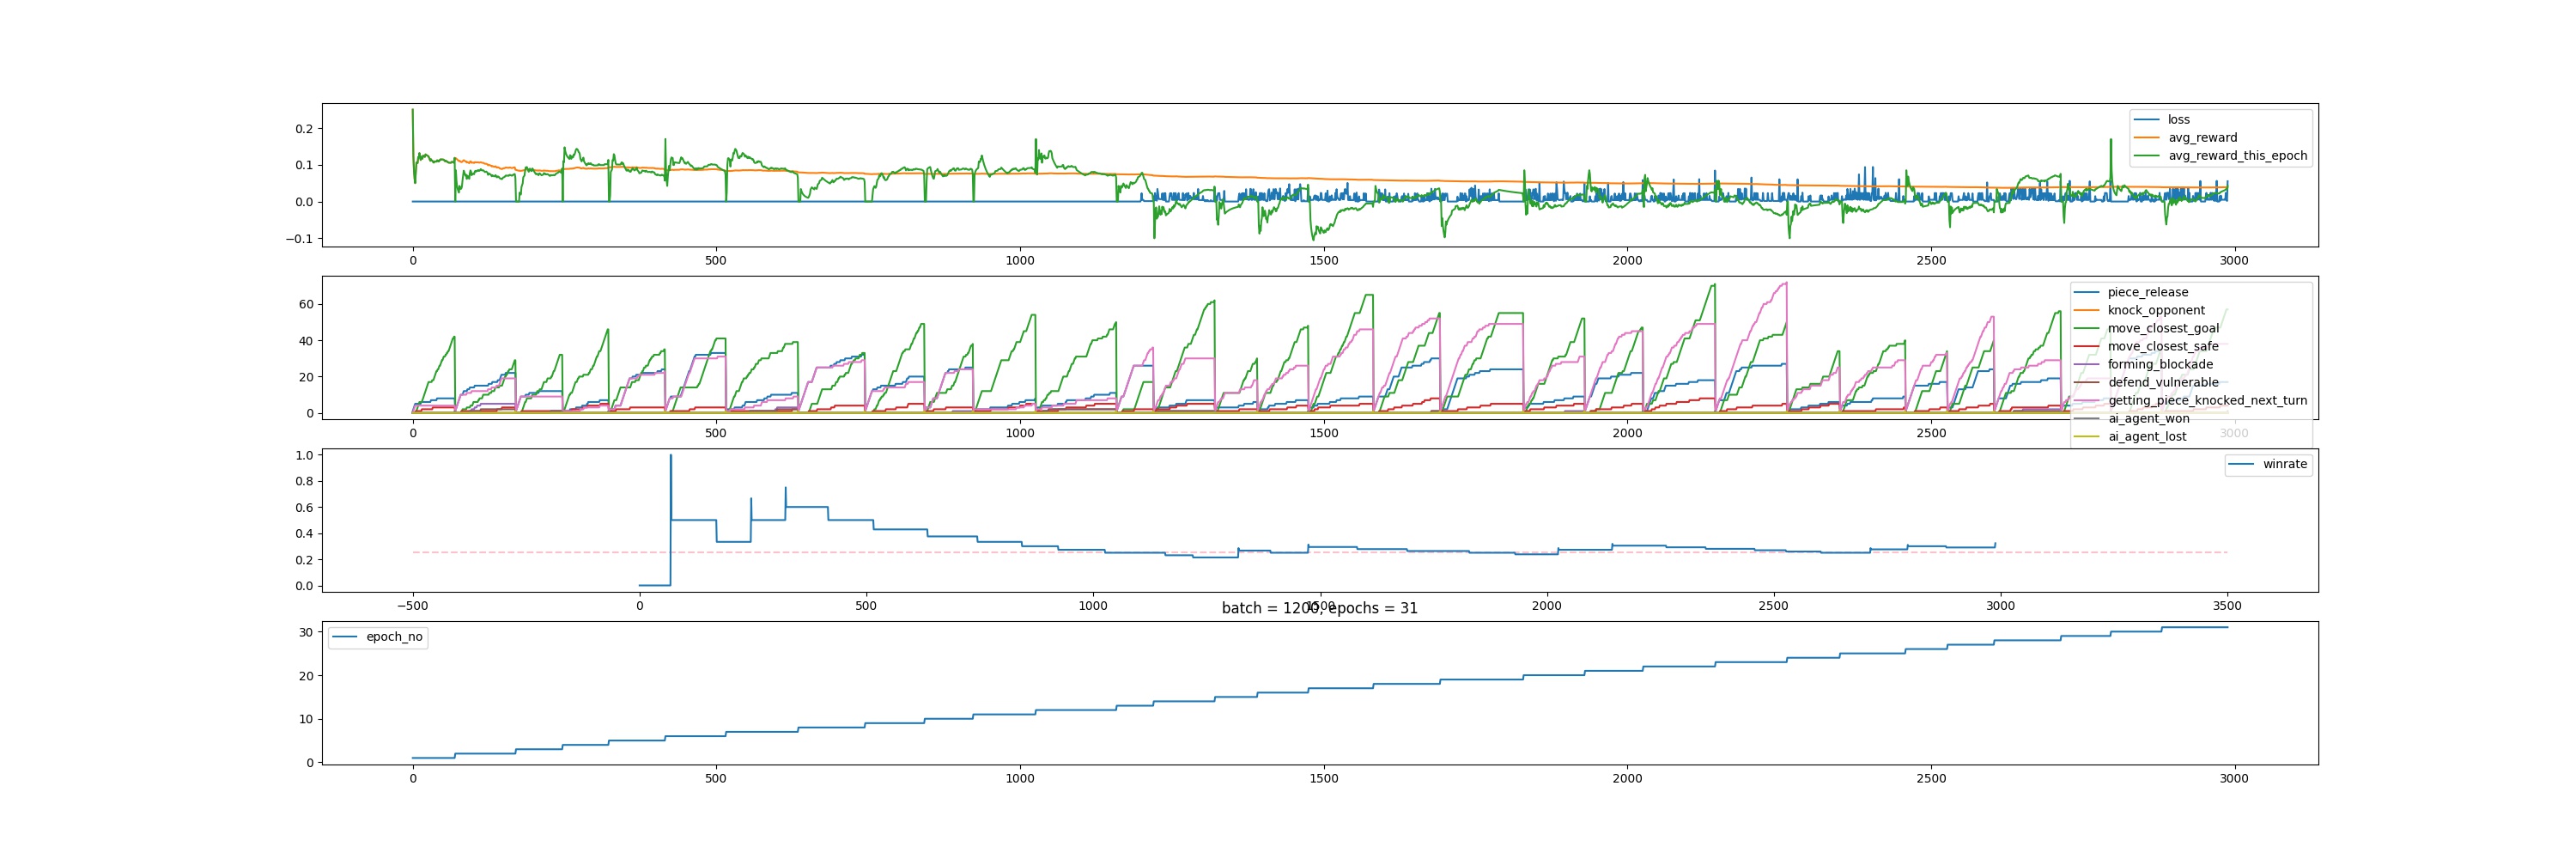 loss
avg_reward
avg_reward_this_epoch
0.2
0.1
0.0
−0.1
0 500 1000 1500 2000 2500 3000
piece_release
knock_opponent
move_closest_goal
move_closest_safe
forming_blockade
defend_vulnerable
getting_piece_knocked_next_turn
ai_agent_won
ai_agent_lost
60
40
20
0
0 500 1000 1500 2000 2500 3000
winrate
1.0
0.8
0.6
0.4
0.2
0.0
−500 0 500 1000 1500 2000 2500 3000 3500
batch = 1200, epochs = 31
epoch_no
30
20
10
0
0 500 1000 1500 2000 2500 3000